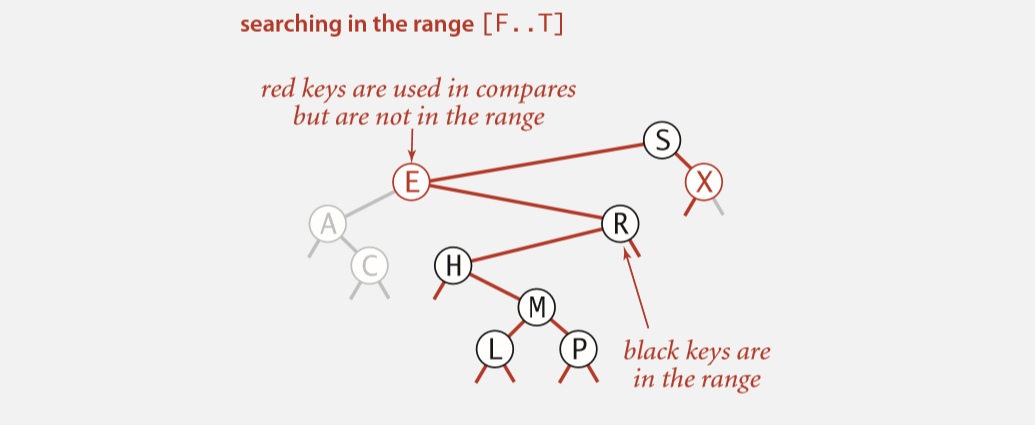 searching in the range [F..T]
red keys are used in compares
but are not in the range
S
E
X
A
R
C
H
M
L
P
black keys are
in the range